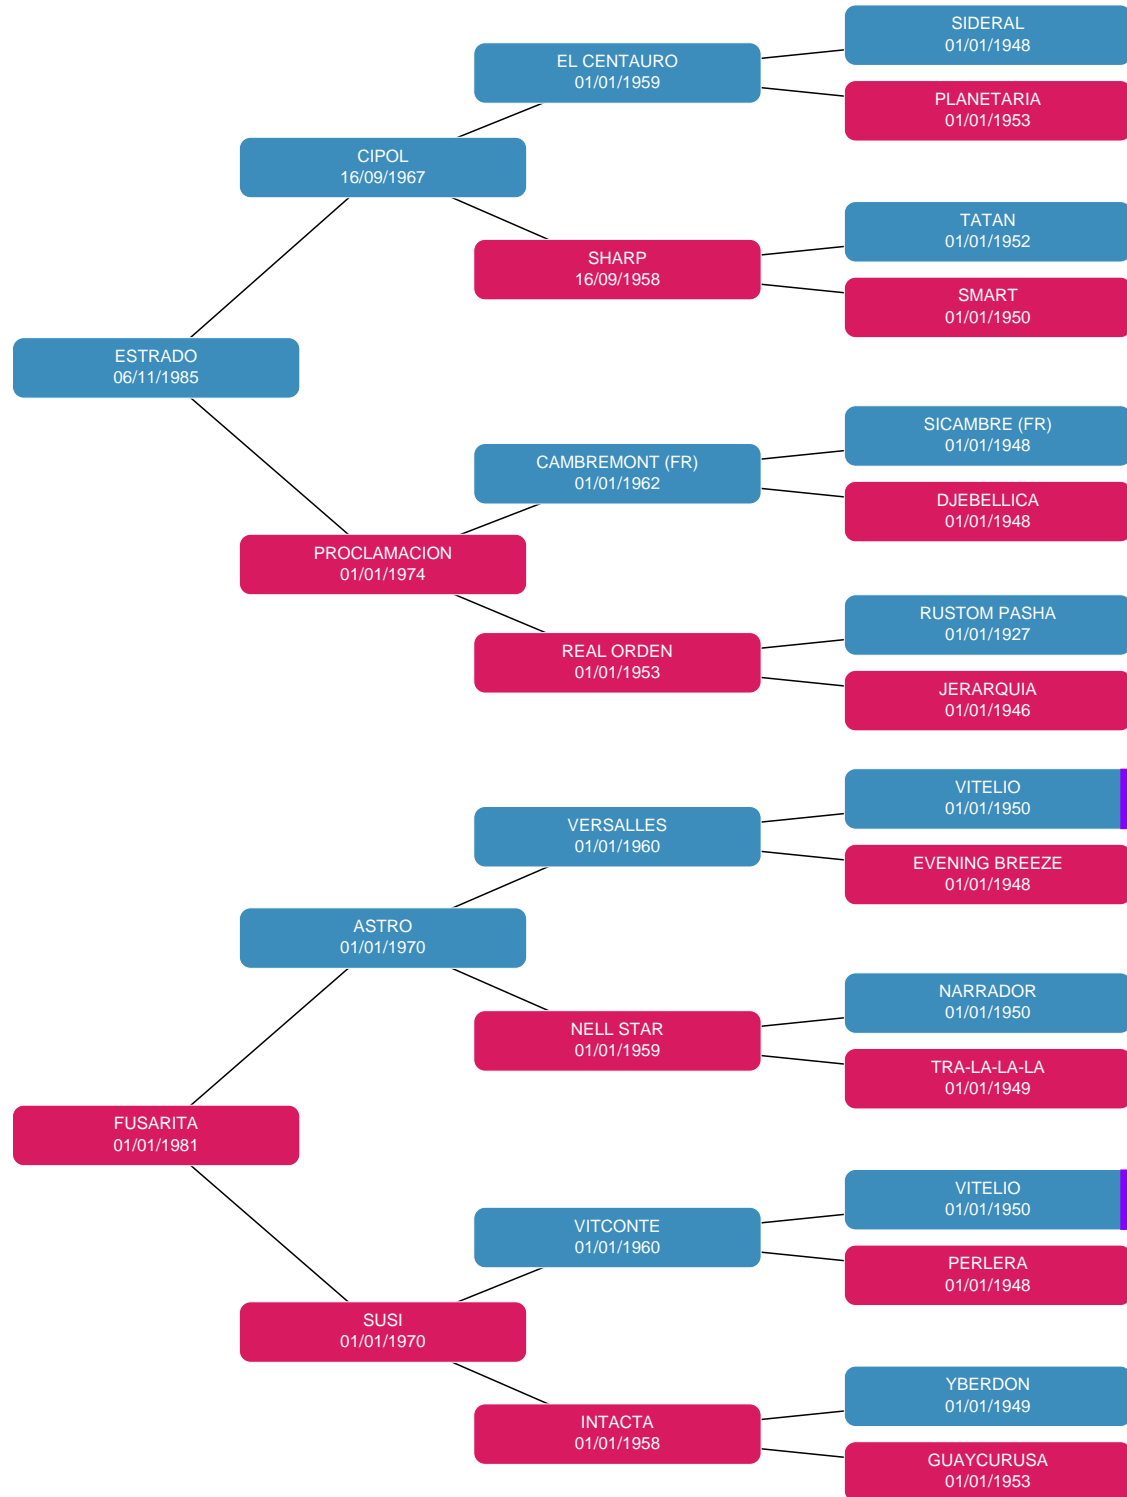 SIDERAL
01/01/1948
EL CENTAURO
01/01/1959
PLANETARIA
01/01/1953
CIPOL
16/09/1967
TATAN
01/01/1952
SHARP
16/09/1958
SMART
01/01/1950
ESTRADO
06/11/1985
SICAMBRE (FR)
01/01/1948
CAMBREMONT (FR)
01/01/1962
DJEBELLICA
01/01/1948
PROCLAMACION
01/01/1974
RUSTOM PASHA
01/01/1927
REAL ORDEN
01/01/1953
JERARQUIA
01/01/1946
VITELIO
01/01/1950
VERSALLES
01/01/1960
EVENING BREEZE
01/01/1948
ASTRO
01/01/1970
NARRADOR
01/01/1950
NELL STAR
01/01/1959
TRA-LA-LA-LA
01/01/1949
FUSARITA
01/01/1981
VITELIO
01/01/1950
VITCONTE
01/01/1960
PERLERA
01/01/1948
SUSI
01/01/1970
YBERDON
01/01/1949
INTACTA
01/01/1958
GUAYCURUSA
01/01/1953